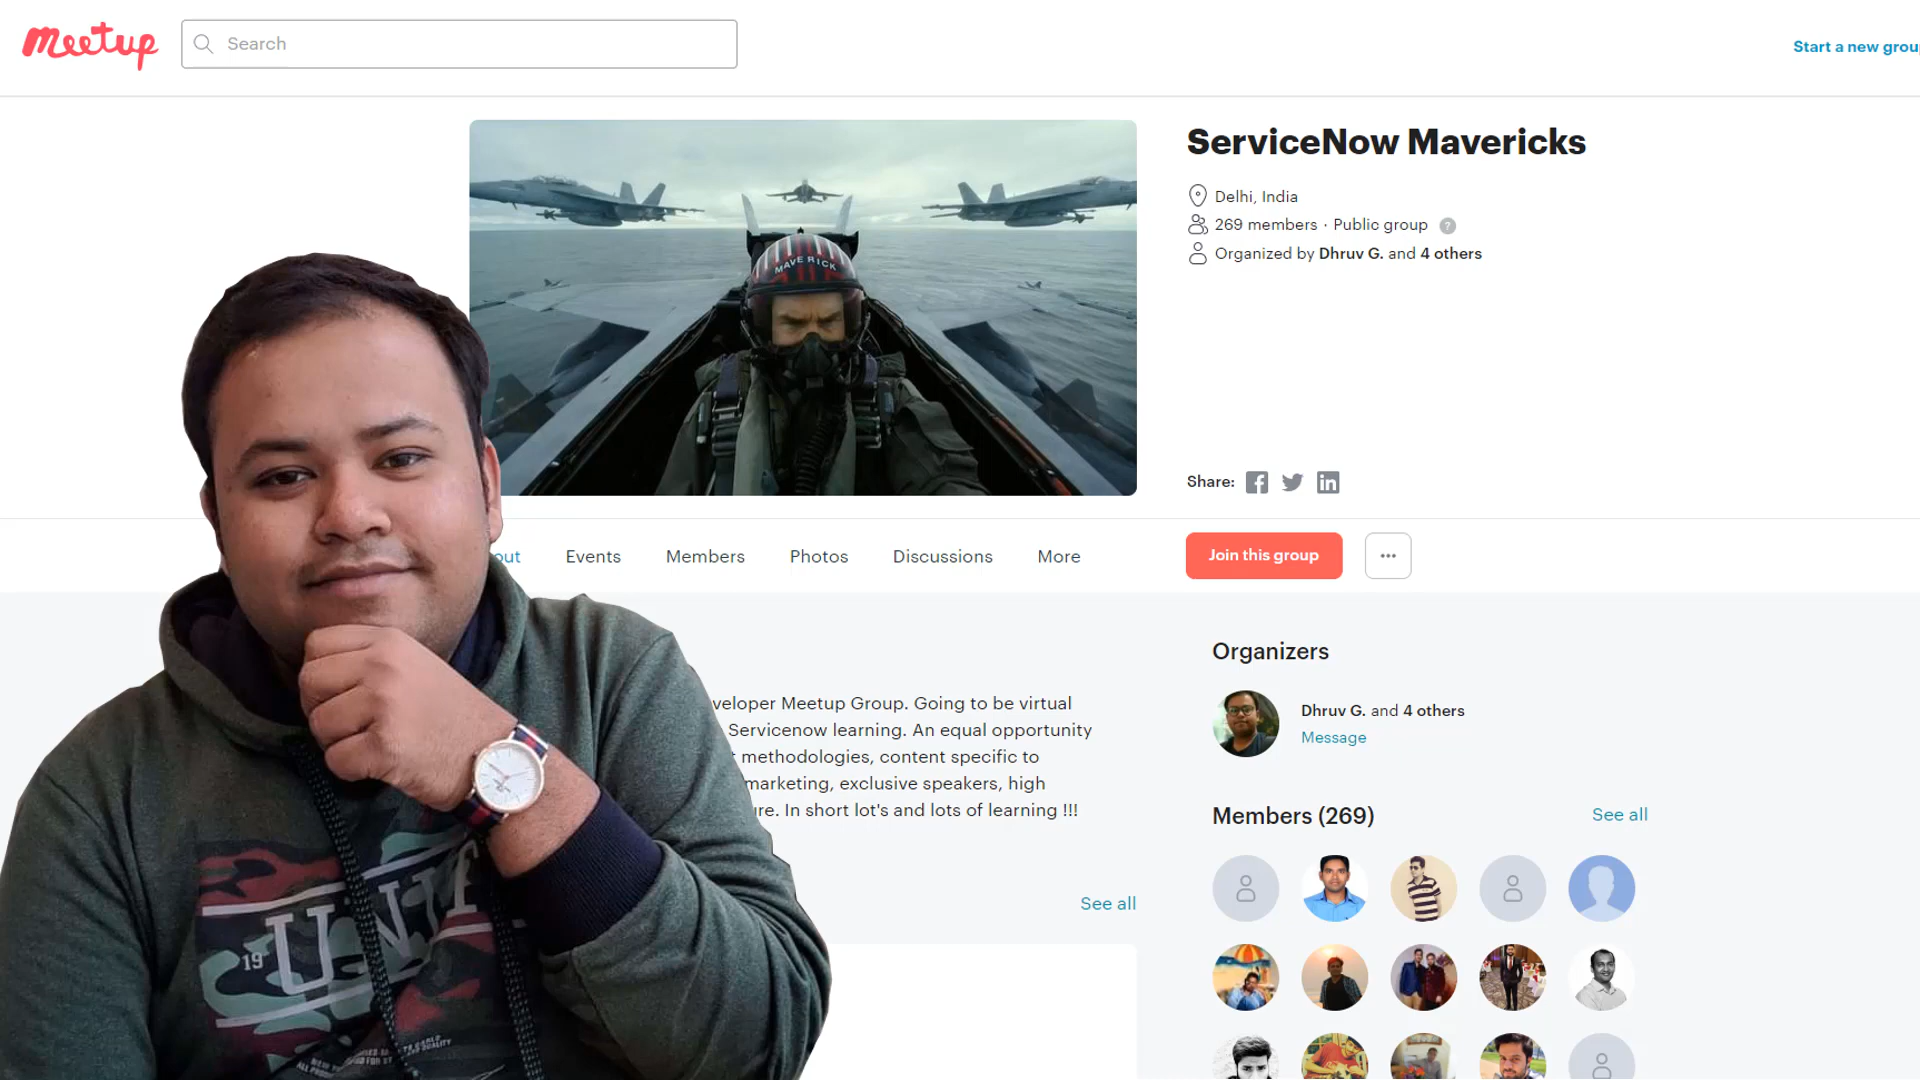 meetup
Search
Start a new grou
ServiceNow Mavericks
Delhi, India
269 members · Public group ?
Organized by Dhruv G. and 4 others
MAVERICK
Share:
out Events Members Photos Discussions More
Join this group
Organizers
veloper Meetup Group. Going to be virtual
Servicenow learning. An equal opportunity
methodologies, content specific to
marketing, exclusive speakers, high
re. In short lot's and lots of learning !!!
Dhruv G. and 4 others
Message
Members (269)
See all
See all
19